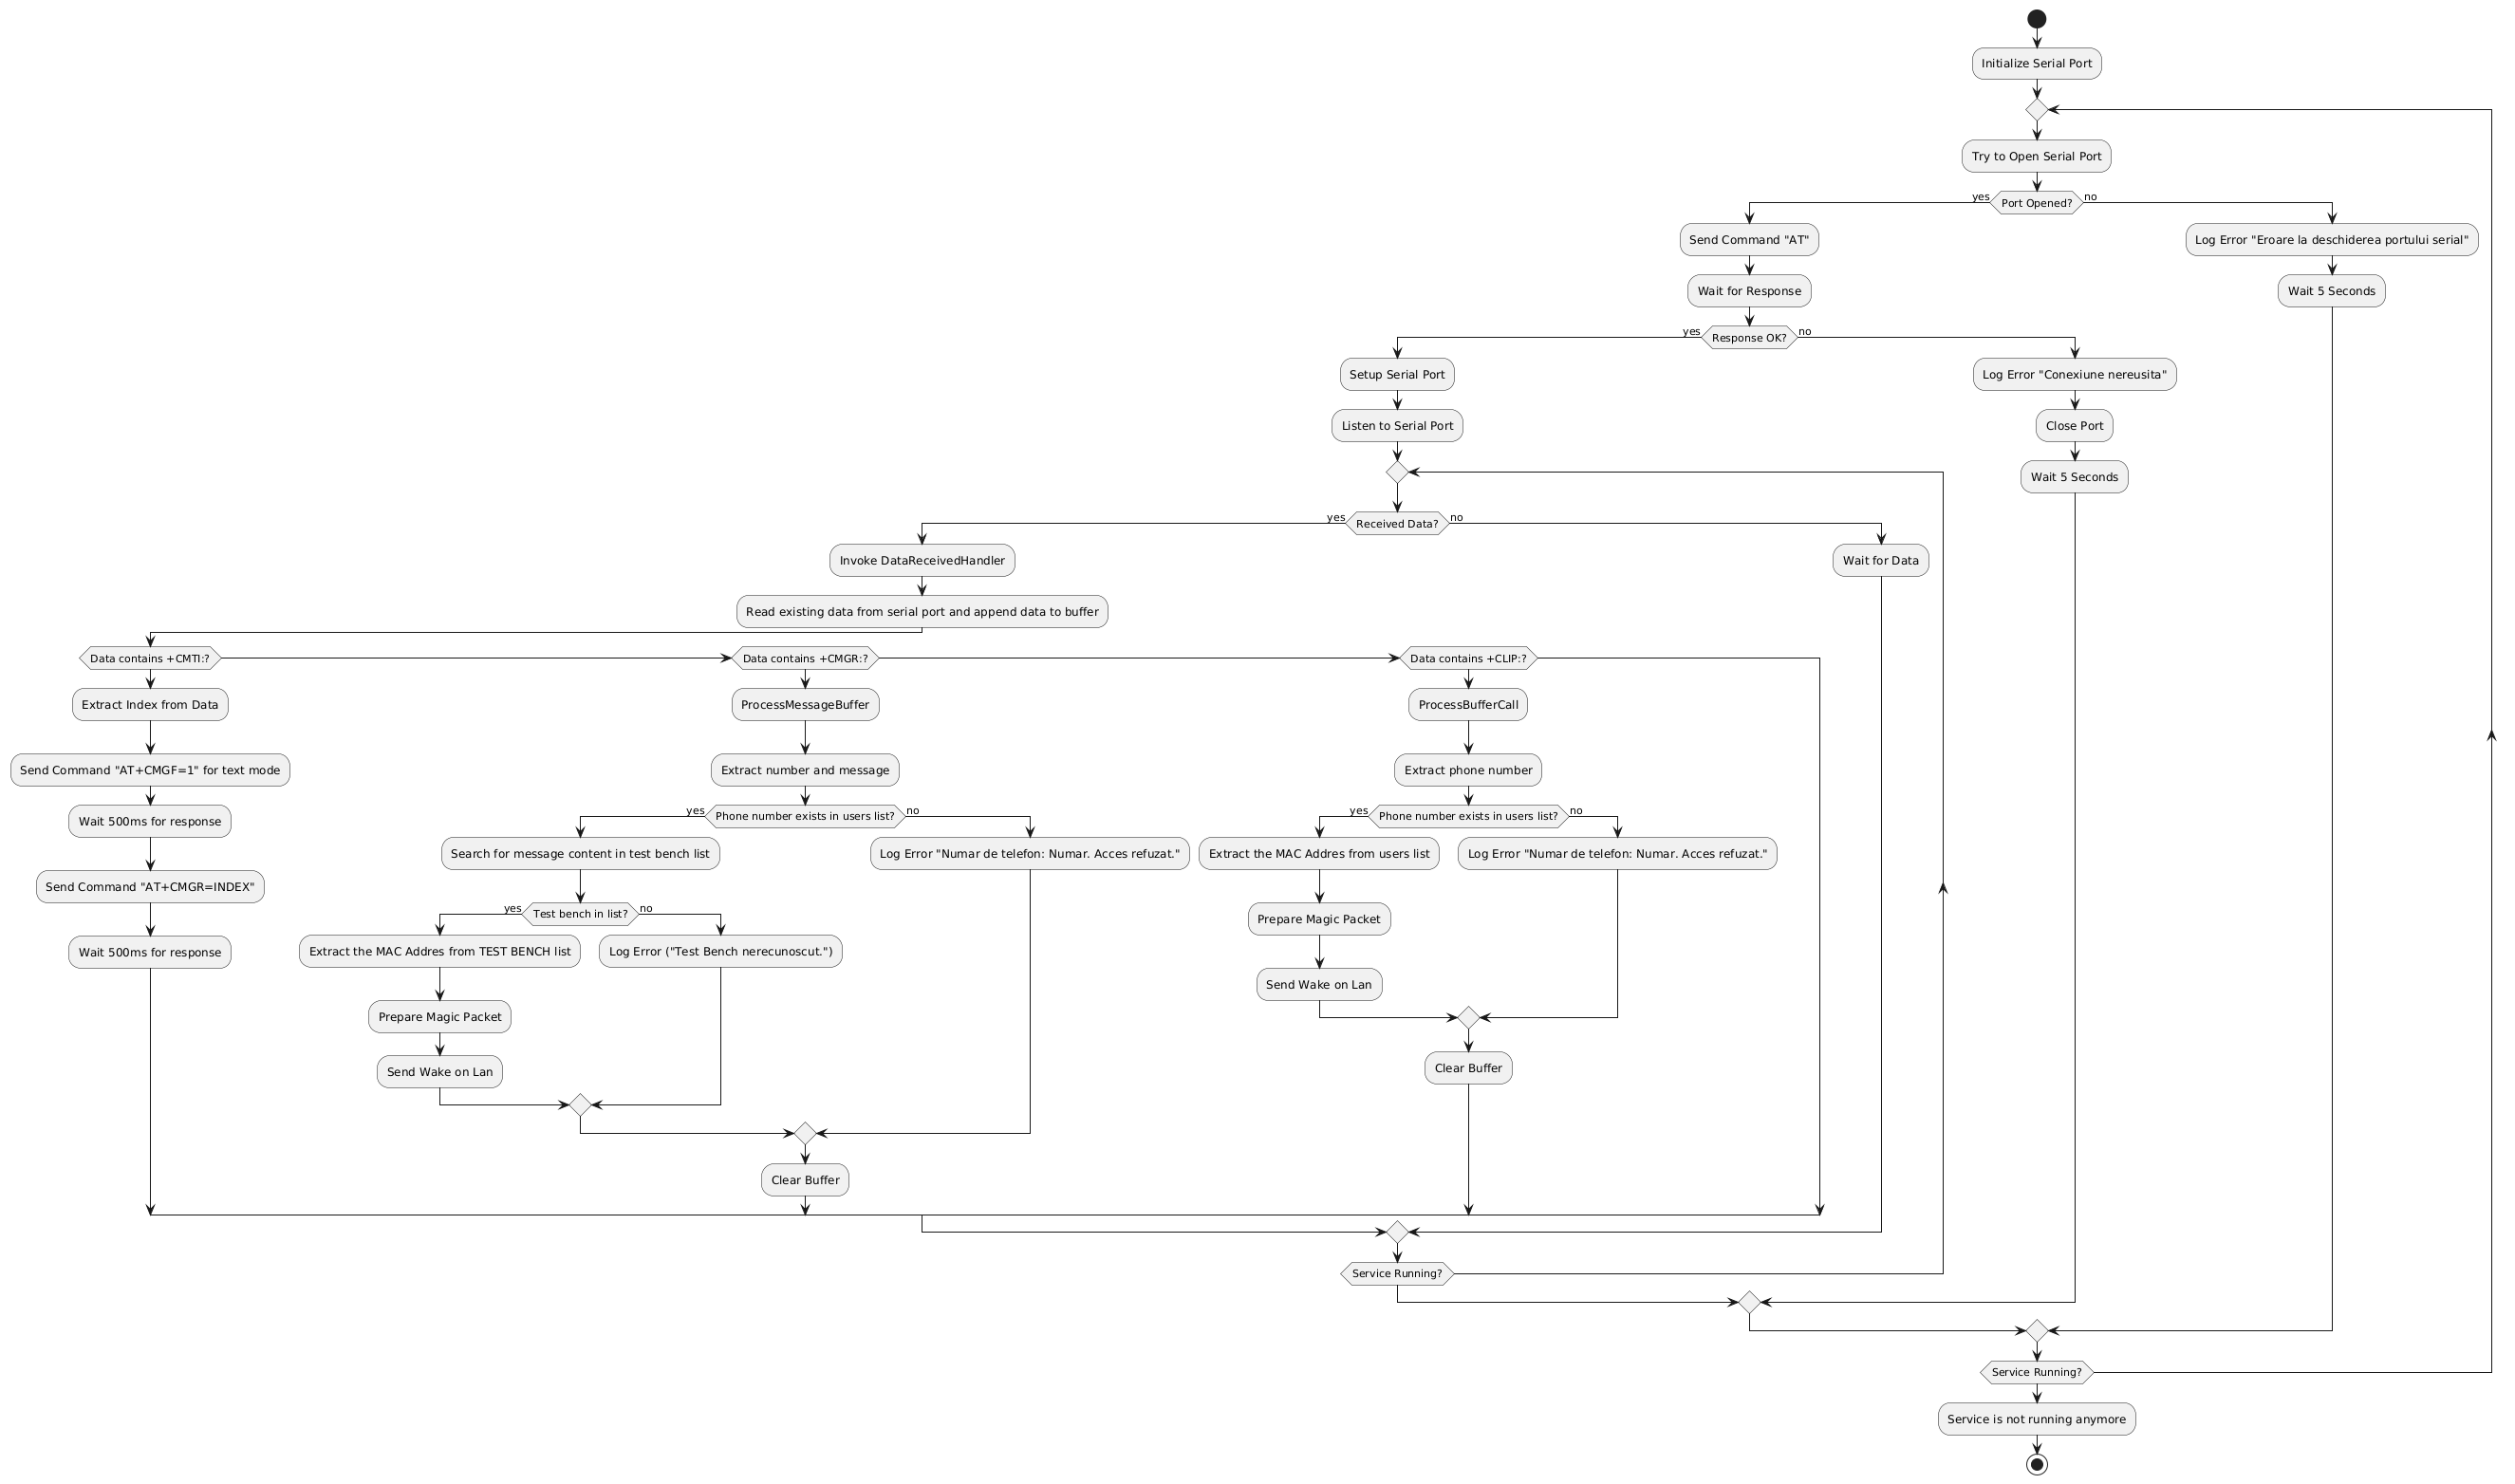 Initialize Serial Port
Try to Open Serial Port
yes
Port Opened?
no
Send Command "AT"
Log Error "Eroare la deschiderea portului serial"
Wait for Response
Wait 5 Seconds
yes
Response OK?
no
Setup Serial Port
Log Error "Conexiune nereusita"
Listen to Serial Port
Close Port
Wait 5 Seconds
yes
Received Data?
no
Invoke DataReceivedHandler
Wait for Data
Read existing data from serial port and append data to buffer
Data contains +CMTI:?
Data contains +CMGR:?
Data contains +CLIP:?
Extract Index from Data
ProcessMessageBuffer
ProcessBufferCall
Send Command "AT+CMGF=1" for text mode
Extract number and message
Extract phone number
Wait 500ms for response
yes
Phone number exists in users list?
no
yes
Phone number exists in users list?
no
Search for message content in test bench list
Log Error "Numar de telefon: Numar. Acces refuzat."
Extract the MAC Addres from users list
Log Error "Numar de telefon: Numar. Acces refuzat."
Send Command "AT+CMGR=INDEX"
yes
Test bench in list?
no
Prepare Magic Packet
Wait 500ms for response
Extract the MAC Addres from TEST BENCH list
Log Error ("Test Bench nerecunoscut.")
Send Wake on Lan
Prepare Magic Packet
Send Wake on Lan
Clear Buffer
Clear Buffer
Service Running?
Service Running?
Service is not running anymore